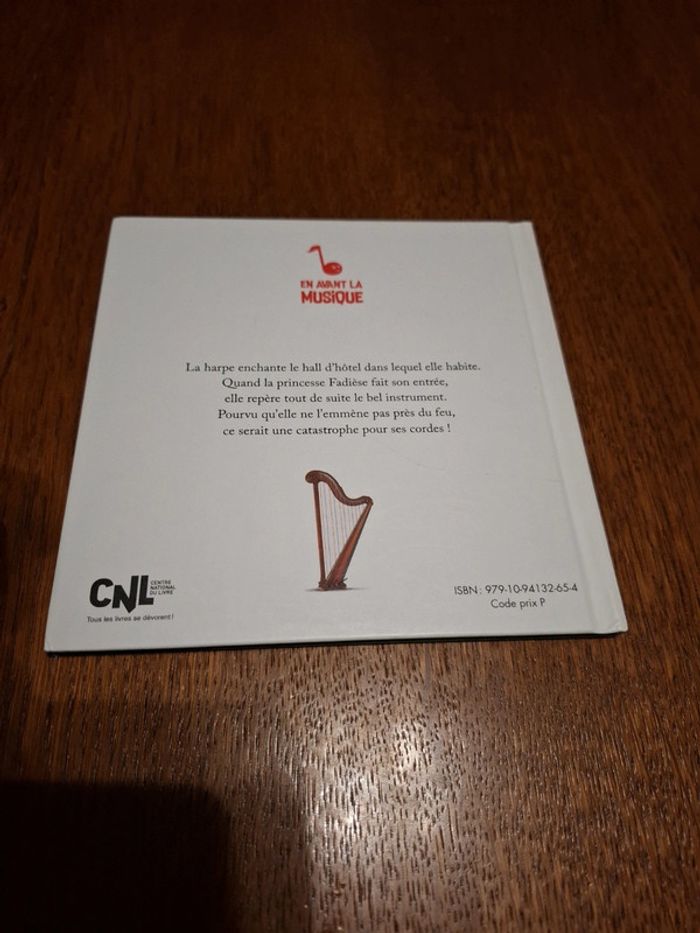 EN AVANT LA
MUSIQUE
La harpe enchante le hall d'hôtel dans lequel elle habite.
Quand la princesse Fadièse fait son entrée,
elle repère tout de suite le bel instrument.
Pourvu qu'elle ne l'emmène pas près du feu,
ce serait une catastrophe pour ses cordes !
CNL
CENTRE
NATIONAL
DU LIVRE
Tous les livres se dévorent !
ISBN : 979-10-94132-65-4
Code prix P